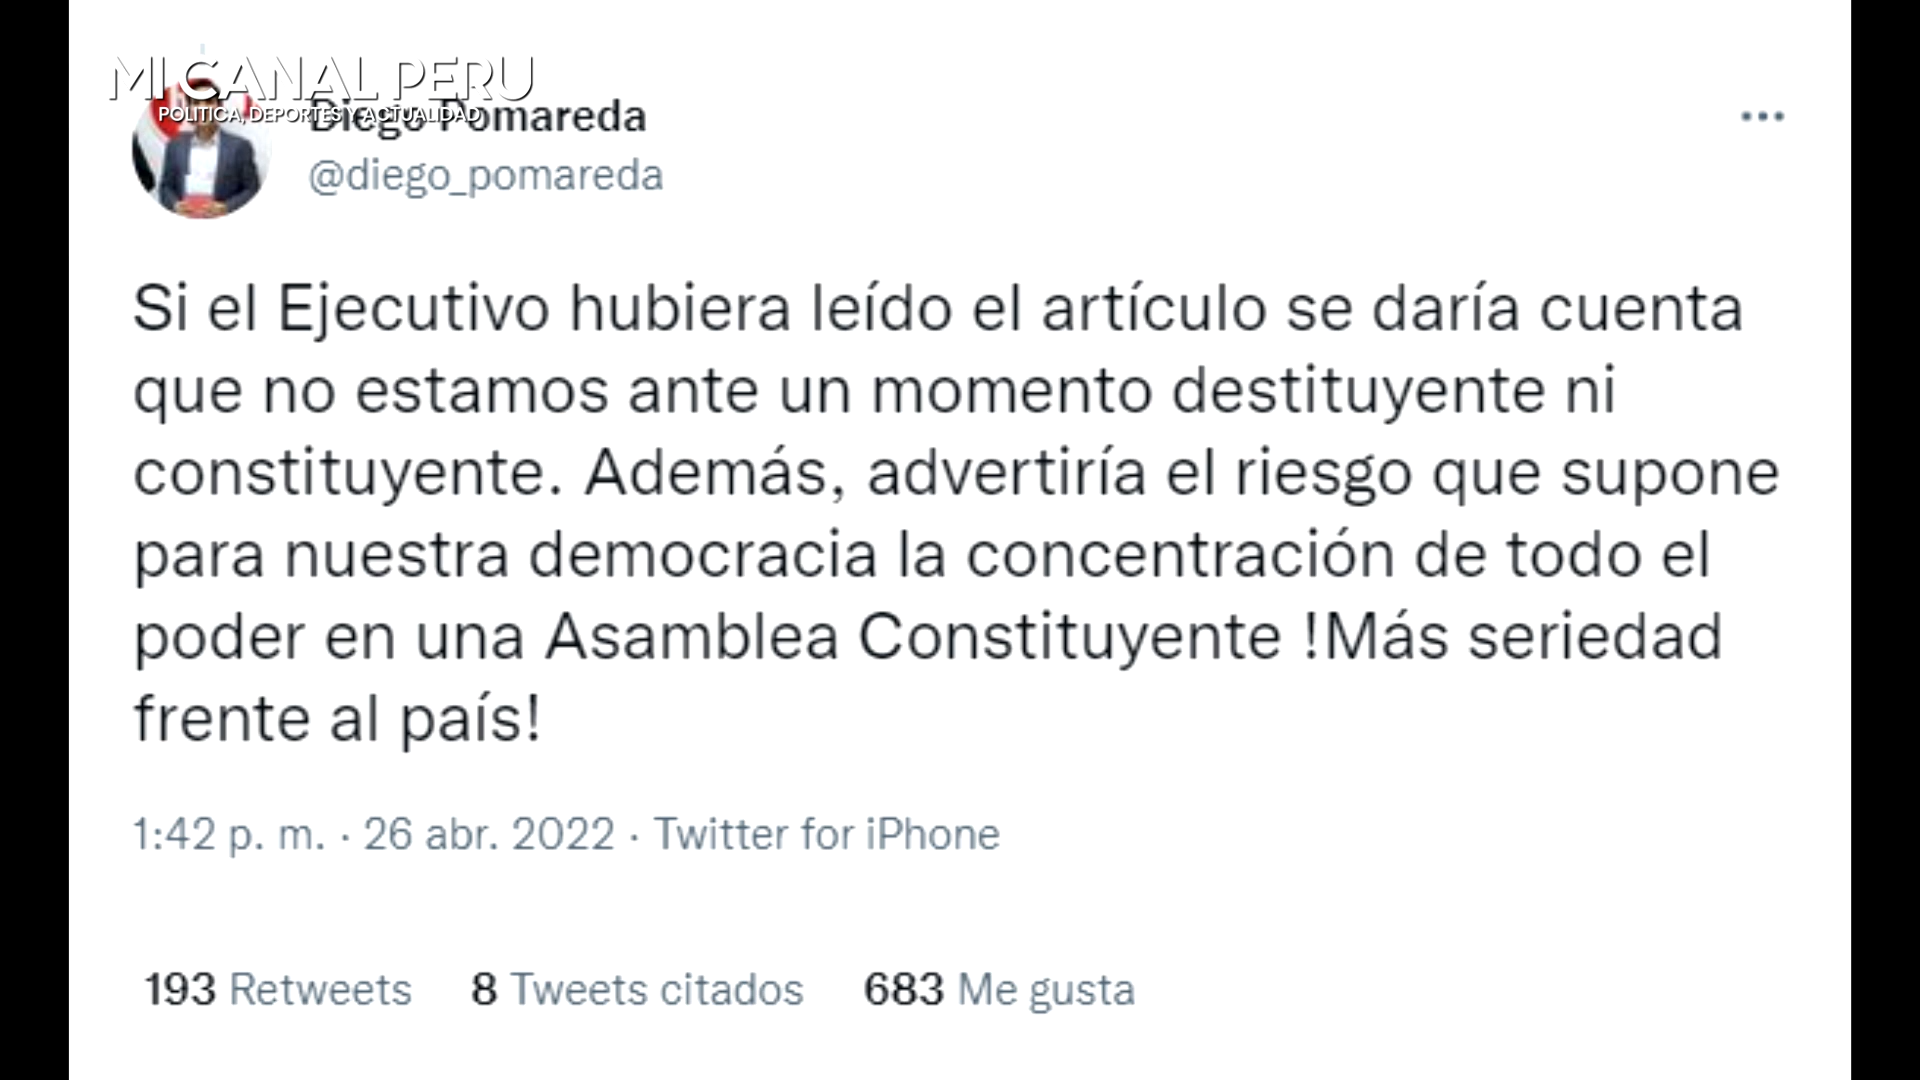 MI CANAL PERU
POLITICA, DEPORTES Y ACTUALIDAD
Diego Pomareda
@diego_pomareda
Si el Ejecutivo hubiera leído el artículo se daría cuenta
que no estamos ante un momento destituyente ni
constituyente. Además, advertiría el riesgo que supone
para nuestra democracia la concentración de todo el
poder en una Asamblea Constituyente !Más seriedad
frente al país!
1:42 p. m. · 26 abr. 2022 · Twitter for iPhone
193 Retweets 8 Tweets citados 683 Me gusta